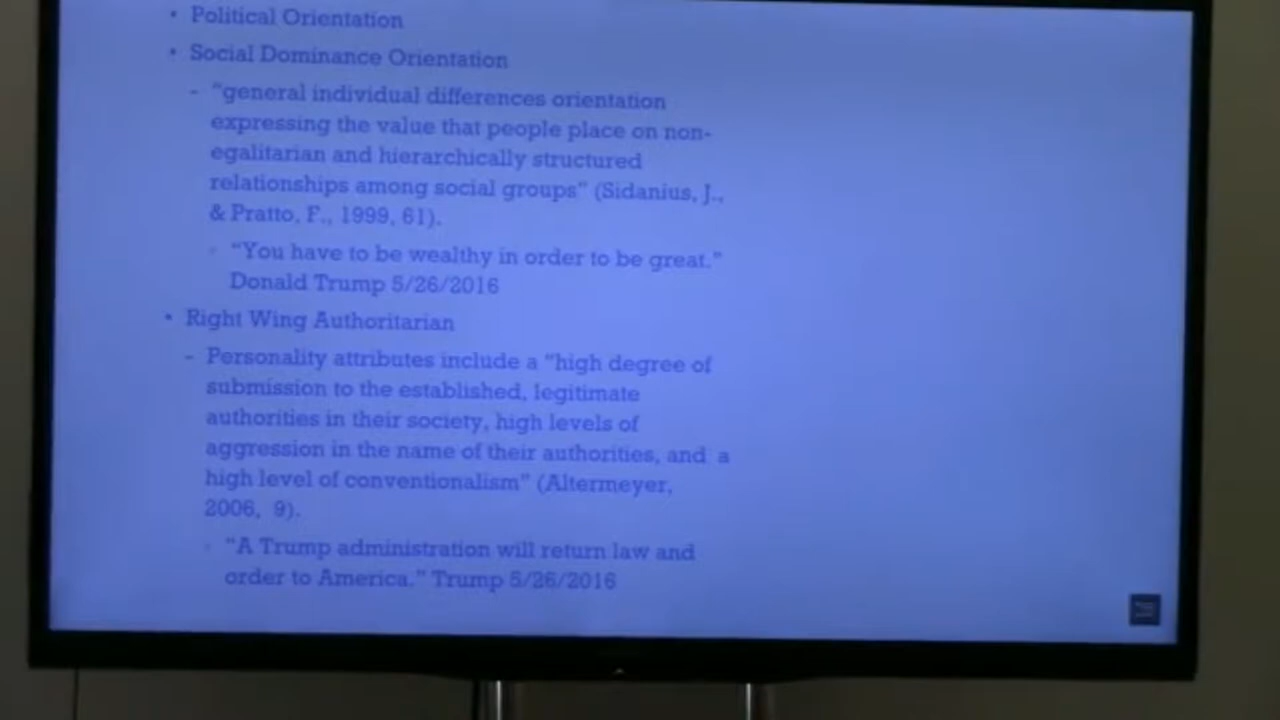 • Political Orientation
• Social Dominance Orientation
- "general individual differences orientation
expressing the value that people place on non-
egalitarian and hierarchically structured
relationships among social groups" (Sidanius, J.,
& Pratto, F., 1999, 61).
• "You have to be wealthy in order to be great."
Donald Trump 5/26/2016
• Right Wing Authoritarian
- Personality attributes include a "high degree of
submission to the established, legitimate
authorities in their society, high levels of
aggression in the name of their authorities, and a
high level of conventionalism" (Altermeyer,
2006, 9).
• "A Trump administration will return law and
order to America." Trump 5/26/2016